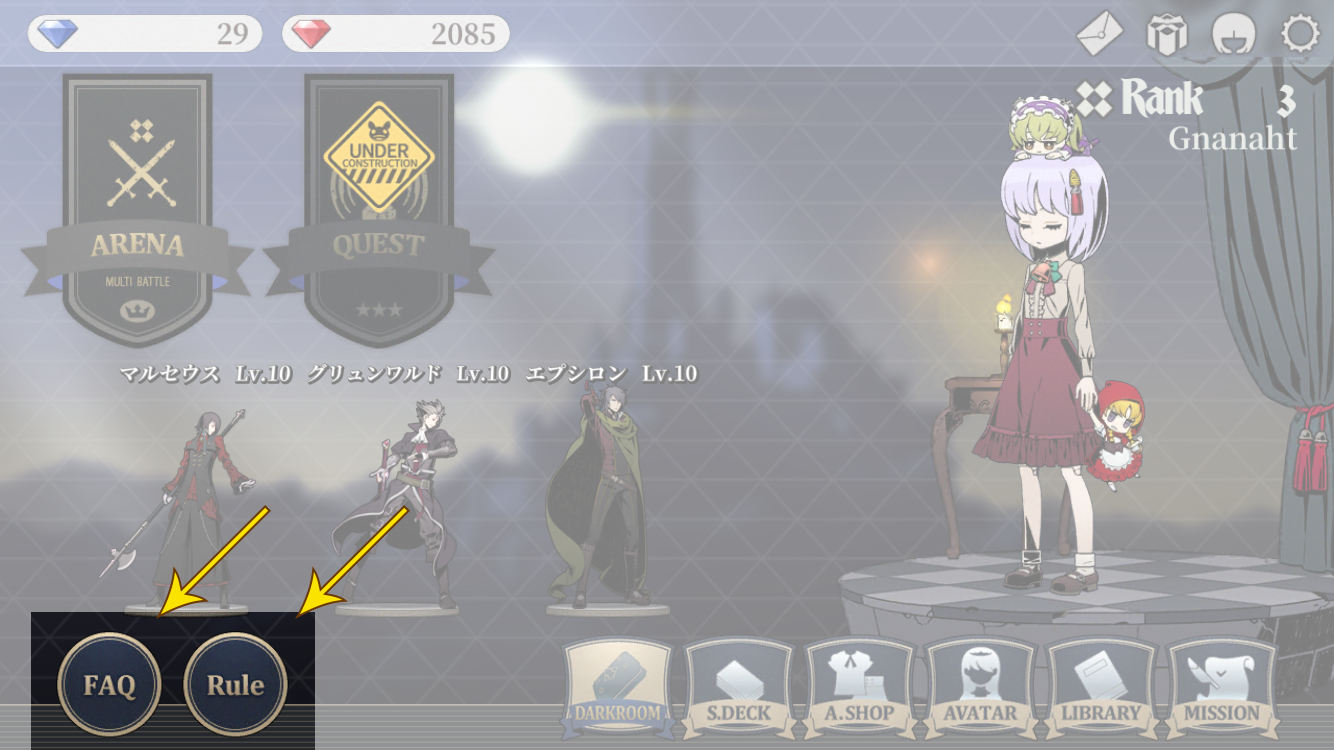 29
2085
Rank 3
Gnanaht
UNDER
CONSTRUCTION
ARENA
MULTI BATTLE
QUEST
マルセウス Lv.10 グリュンワルド Lv.10 エプシロン Lv.10
FAQ
Rule
DARKROOM
S.DECK
A.SHOP
AVATAR
LIBRARY
MISSION